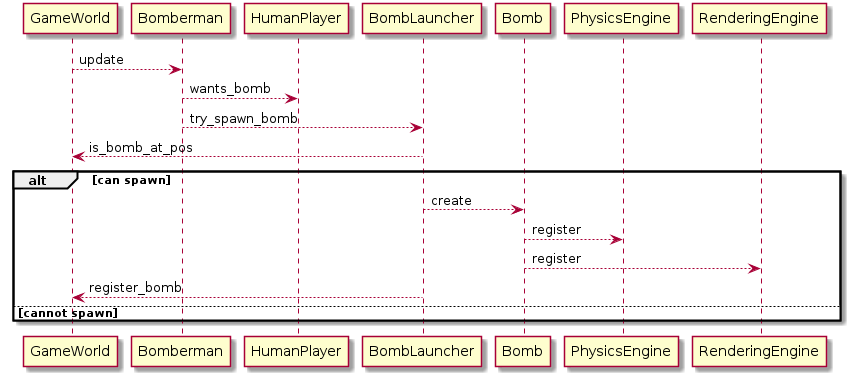 GameWorld Bomberman HumanPlayer BombLauncher Bomb PhysicsEngine RenderingEngine
update
wants_bomb
try_spawn_bomb
is_bomb_at_pos
alt [can spawn]
create
register
register
register_bomb
[cannot spawn]
GameWorld Bomberman HumanPlayer BombLauncher Bomb PhysicsEngine RenderingEngine